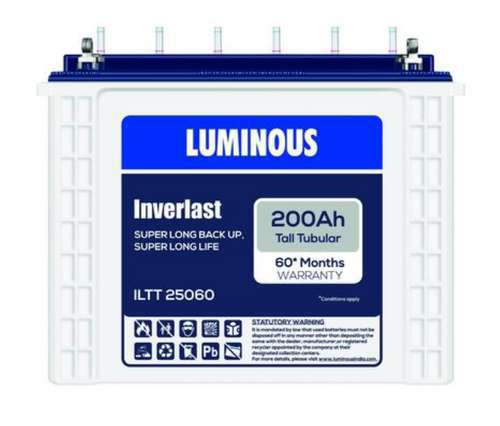 LUMINOUS
Inverlast
SUPER LONG BACK UP,
SUPER LONG LIFE
200Ah
Tall Tubular
60* Months
WARRANTY
*Conditions apply
ILTT 25060
STATUTORY WARNING
It is mandated by law that used batteries must not be
disposed off in any matter other than depositing the
same with the dealer, manufacturer or registered
recycler appointed by the company or at their
designated collection centers.
For more details, please visit www.luminousindia.com
Pb